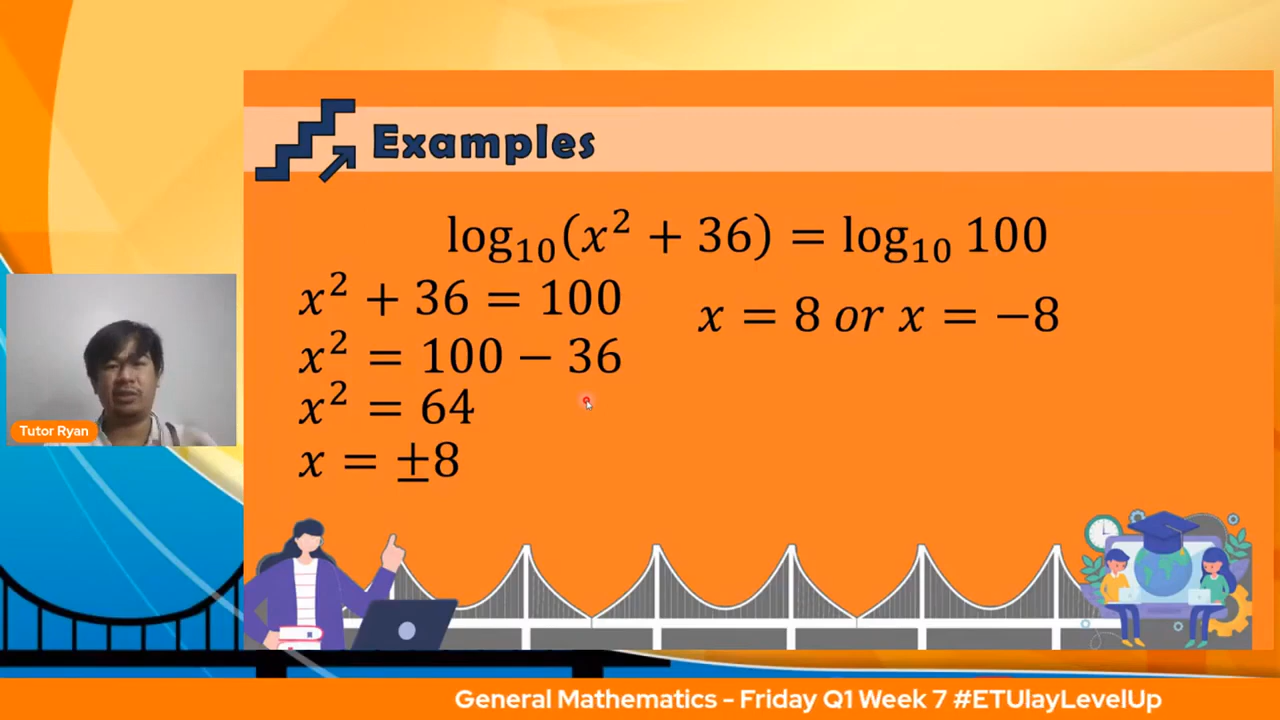 Examples
log₁₀(x² + 36) = log₁₀ 100
x² + 36 = 100
x² = 100 − 36
x² = 64
x = ±8
x = 8 or x = −8
Tutor Ryan
General Mathematics - Friday Q1 Week 7 #ETUlayLevelUp